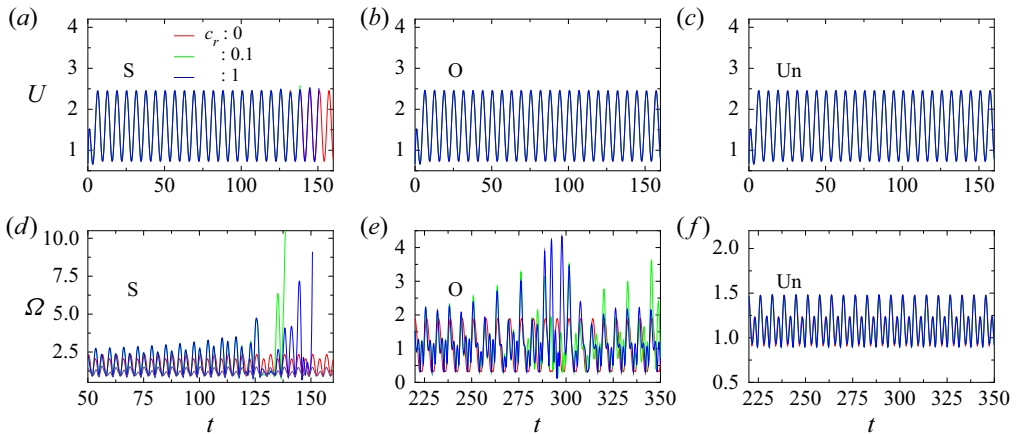 (a) (b) (c)
4 4 4
c_r : 0
: 0.1
: 1
S O Un
3 3 3
U
2 2 2
1 1 1
0 50 100 150 0 50 100 150 0 50 100 150
(d) (e) (f)
10.0 4 2.0
7.5 3
S O Un
1.5
Ω
5.0 2
1.0
2.5 1
0 0.5
50 75 100 125 150 220 250 275 300 325 350 220 250 275 300 325 350
t t t